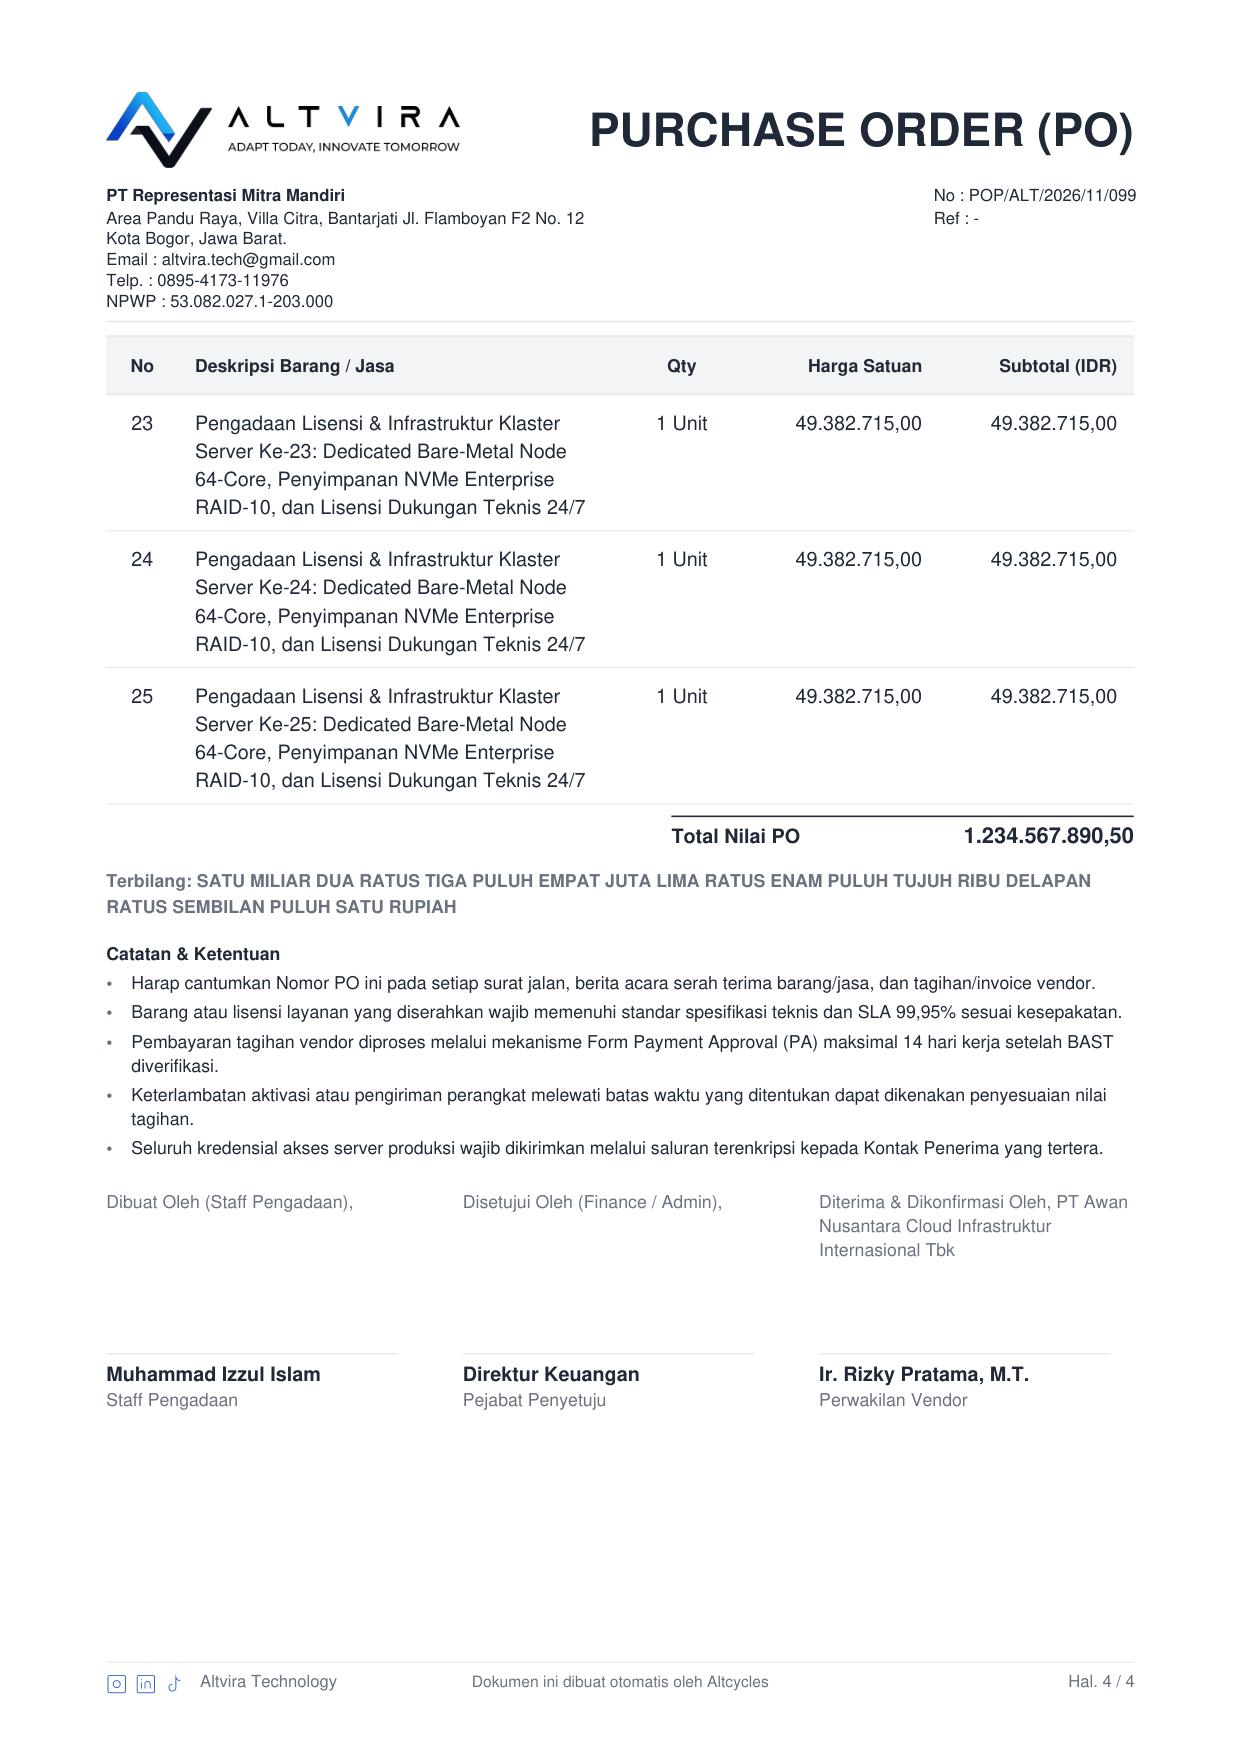 ALTVIRA
ADAPT TODAY, INNOVATE TOMORROW
PURCHASE ORDER (PO)
PT Representasi Mitra Mandiri
Area Pandu Raya, Villa Citra, Bantarjati Jl. Flamboyan F2 No. 12
Kota Bogor, Jawa Barat.
Email : altvira.tech@gmail.com
Telp. : 0895-4173-11976
NPWP : 53.082.027.1-203.000
No : POP/ALT/2026/11/099
Ref : -
No Deskripsi Barang / Jasa Qty Harga Satuan Subtotal (IDR)
23 Pengadaan Lisensi & Infrastruktur Klaster 1 Unit 49.382.715,00 49.382.715,00
Server Ke-23: Dedicated Bare-Metal Node
64-Core, Penyimpanan NVMe Enterprise
RAID-10, dan Lisensi Dukungan Teknis 24/7
24 Pengadaan Lisensi & Infrastruktur Klaster 1 Unit 49.382.715,00 49.382.715,00
Server Ke-24: Dedicated Bare-Metal Node
64-Core, Penyimpanan NVMe Enterprise
RAID-10, dan Lisensi Dukungan Teknis 24/7
25 Pengadaan Lisensi & Infrastruktur Klaster 1 Unit 49.382.715,00 49.382.715,00
Server Ke-25: Dedicated Bare-Metal Node
64-Core, Penyimpanan NVMe Enterprise
RAID-10, dan Lisensi Dukungan Teknis 24/7
Total Nilai PO 1.234.567.890,50
Terbilang: SATU MILIAR DUA RATUS TIGA PULUH EMPAT JUTA LIMA RATUS ENAM PULUH TUJUH RIBU DELAPAN
RATUS SEMBILAN PULUH SATU RUPIAH
Catatan & Ketentuan
• Harap cantumkan Nomor PO ini pada setiap surat jalan, berita acara serah terima barang/jasa, dan tagihan/invoice vendor.
• Barang atau lisensi layanan yang diserahkan wajib memenuhi standar spesifikasi teknis dan SLA 99,95% sesuai kesepakatan.
• Pembayaran tagihan vendor diproses melalui mekanisme Form Payment Approval (PA) maksimal 14 hari kerja setelah BAST
diverifikasi.
• Keterlambatan aktivasi atau pengiriman perangkat melewati batas waktu yang ditentukan dapat dikenakan penyesuaian nilai
tagihan.
• Seluruh kredensial akses server produksi wajib dikirimkan melalui saluran terenkripsi kepada Kontak Penerima yang tertera.
Dibuat Oleh (Staff Pengadaan),
Disetujui Oleh (Finance / Admin),
Diterima & Dikonfirmasi Oleh, PT Awan
Nusantara Cloud Infrastruktur
Internasional Tbk
Muhammad Izzul Islam
Staff Pengadaan
Direktur Keuangan
Pejabat Penyetuju
Ir. Rizky Pratama, M.T.
Perwakilan Vendor
Altvira Technology
Dokumen ini dibuat otomatis oleh Altcycles
Hal. 4 / 4